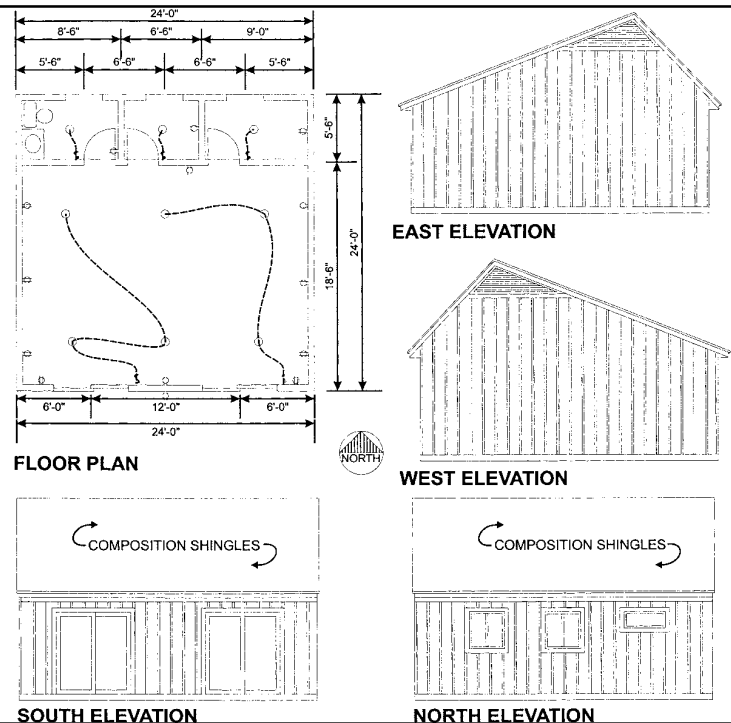 24'-0"
8'-6" 6'-6" 9'-0"
5'-6" 6'-6" 6'-6" 5'-6"
5'-6"
18'-6"
24'-0"
6'-0" 12'-0" 6'-0"
24'-0"
FLOOR PLAN
NORTH
EAST ELEVATION
WEST ELEVATION
COMPOSITION SHINGLES
SOUTH ELEVATION
COMPOSITION SHINGLES
NORTH ELEVATION